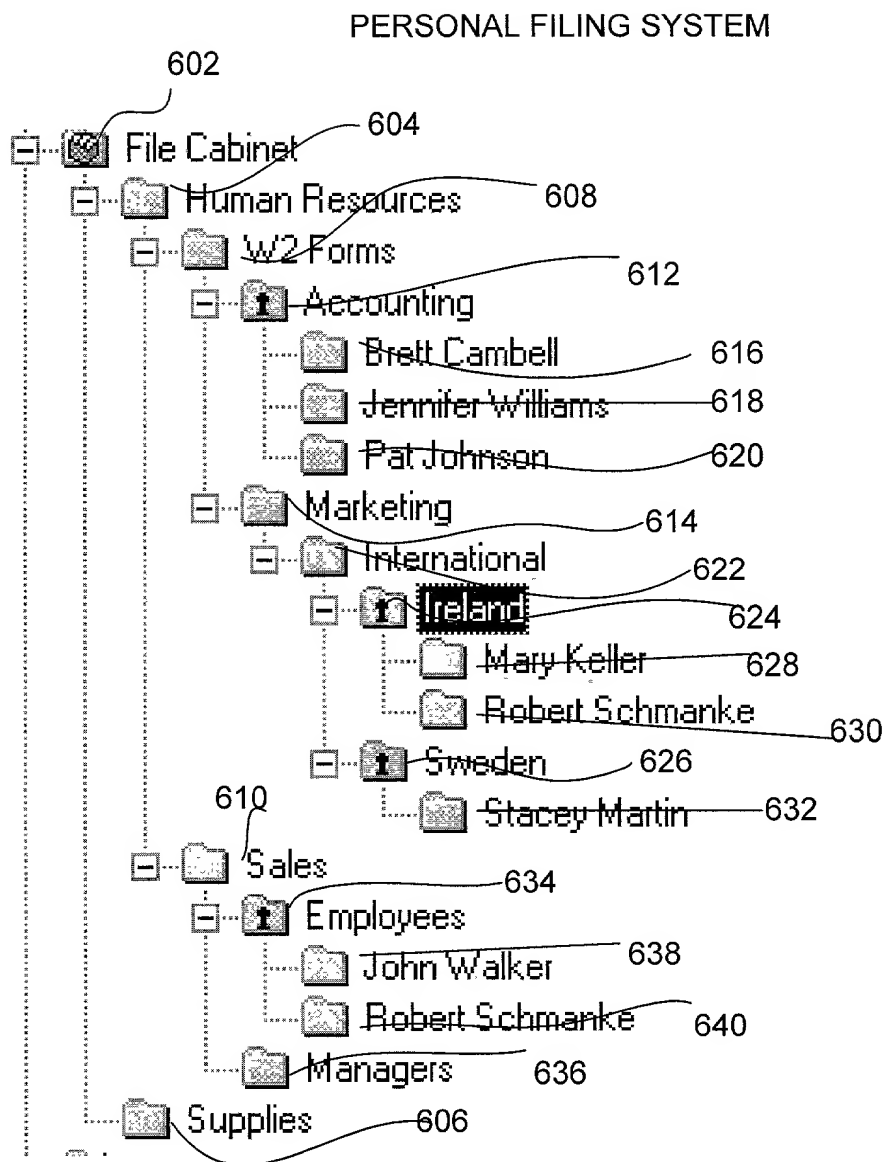 PERSONAL FILING SYSTEM
602
File Cabinet
604
Human Resources
608
W2 Forms
612
Accounting
Brett Cambell
616
Jennifer Williams
618
Pat Johnson
620
Marketing
614
International
622
Ireland
624
Mary Keller
628
Robert Schmanke
630
Sweden
626
Stacey Martin
632
610
Sales
634
Employees
John Walker
638
Robert Schmanke
640
Managers
636
Supplies
606